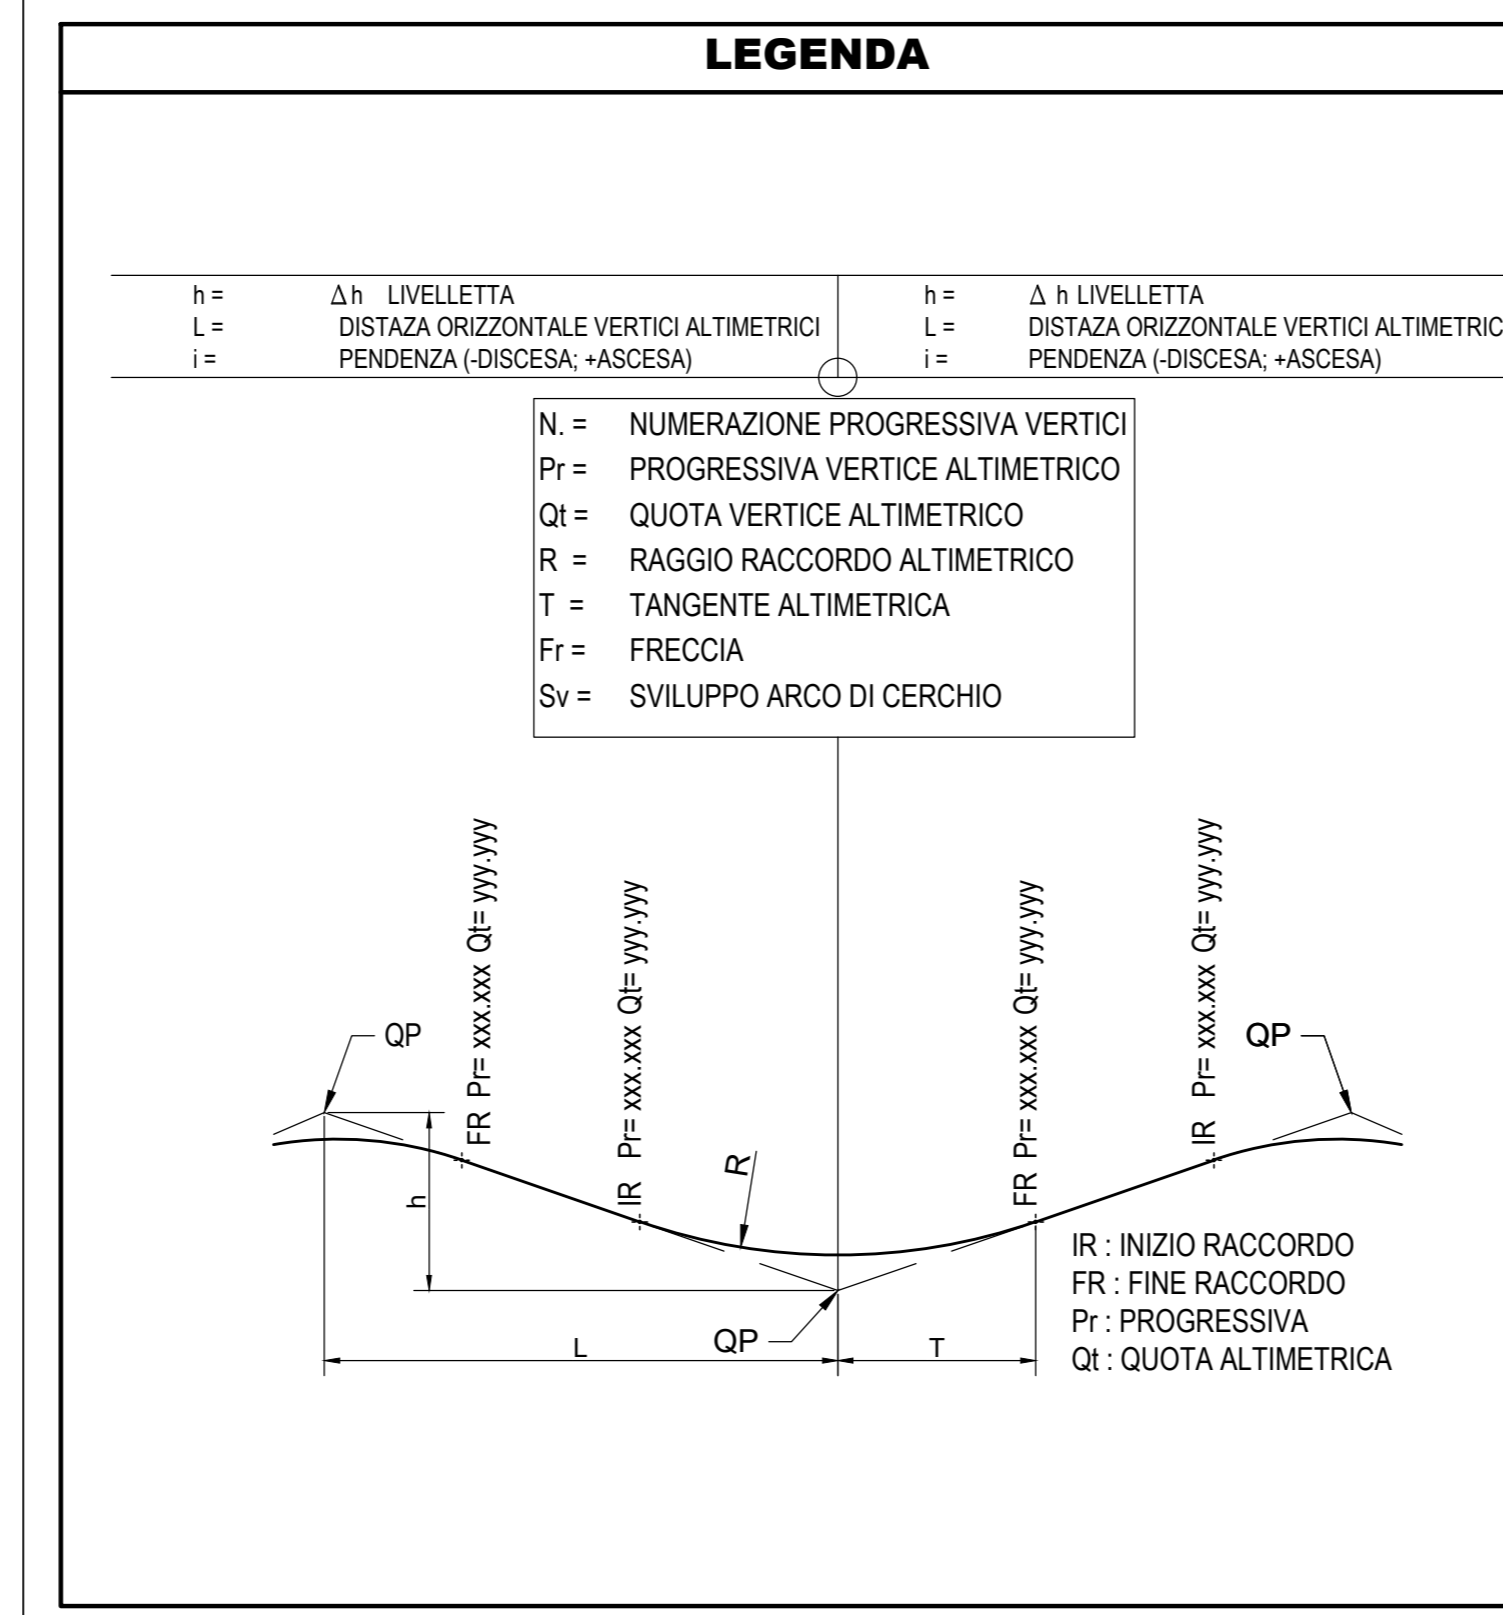 LEGENDA
h = Δ h LIVELLETTA
L = DISTAZA ORIZZONTALE VERTICI ALTIMETRICI
i = PENDENZA (-DISCESA; +ASCESA)
h = Δ h LIVELLETTA
L = DISTAZA ORIZZONTALE VERTICI ALTIMETRIC
i = PENDENZA (-DISCESA; +ASCESA)
N. = NUMERAZIONE PROGRESSIVA VERTICI
Pr = PROGRESSIVA VERTICE ALTIMETRICO
Qt = QUOTA VERTICE ALTIMETRICO
R = RAGGIO RACCORDO ALTIMETRICO
T = TANGENTE ALTIMETRICA
Fr = FRECCIA
Sv = SVILUPPO ARCO DI CERCHIO
QP
FR Pr= xxx.xxx Qt= yyy.yyy
IR Pr= xxx.xxx Qt= yyy.yyy
FR Pr= xxx.xxx Qt= yyy.yyy
IR Pr= xxx.xxx Qt= yyy.yyy
QP
h
R
QP
L
T
IR : INIZIO RACCORDO
FR : FINE RACCORDO
Pr : PROGRESSIVA
Qt : QUOTA ALTIMETRICA